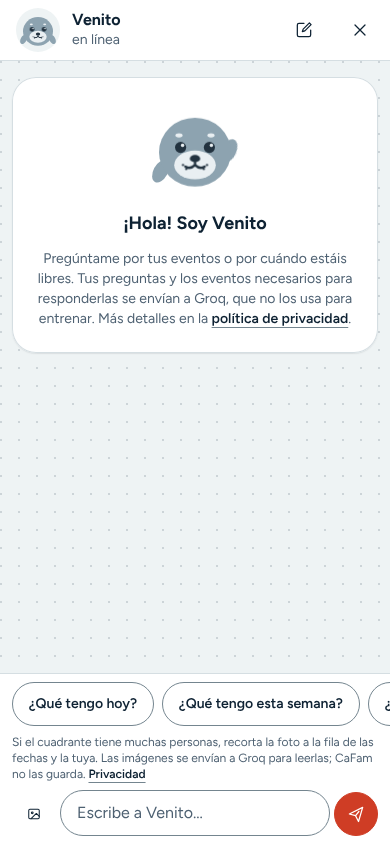 Venito
en línea
¡Hola! Soy Venito
Pregúntame por tus eventos o por cuándo estáis
libres. Tus preguntas y los eventos necesarios para
responderlas se envían a Groq, que no los usa para
entrenar. Más detalles en la política de privacidad.
¿Qué tengo hoy?
¿Qué tengo esta semana?
¿
Si el cuadrante tiene muchas personas, recorta la foto a la fila de las
fechas y la tuya. Las imágenes se envían a Groq para leerlas; CaFam
no las guarda. Privacidad
Escribe a Venito...